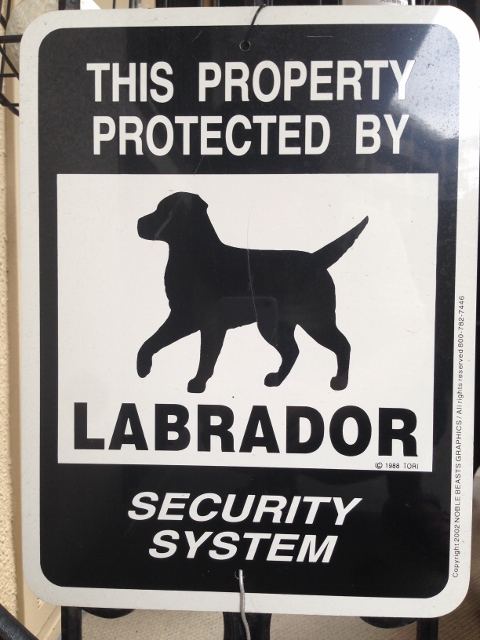 THIS PROPERTY
PROTECTED BY
LABRADOR
© 1988 TORI
SECURITY
SYSTEM
Copyright 2002 NOBLE BEASTS GRAPHICS / All rights reserved 800-782-7446